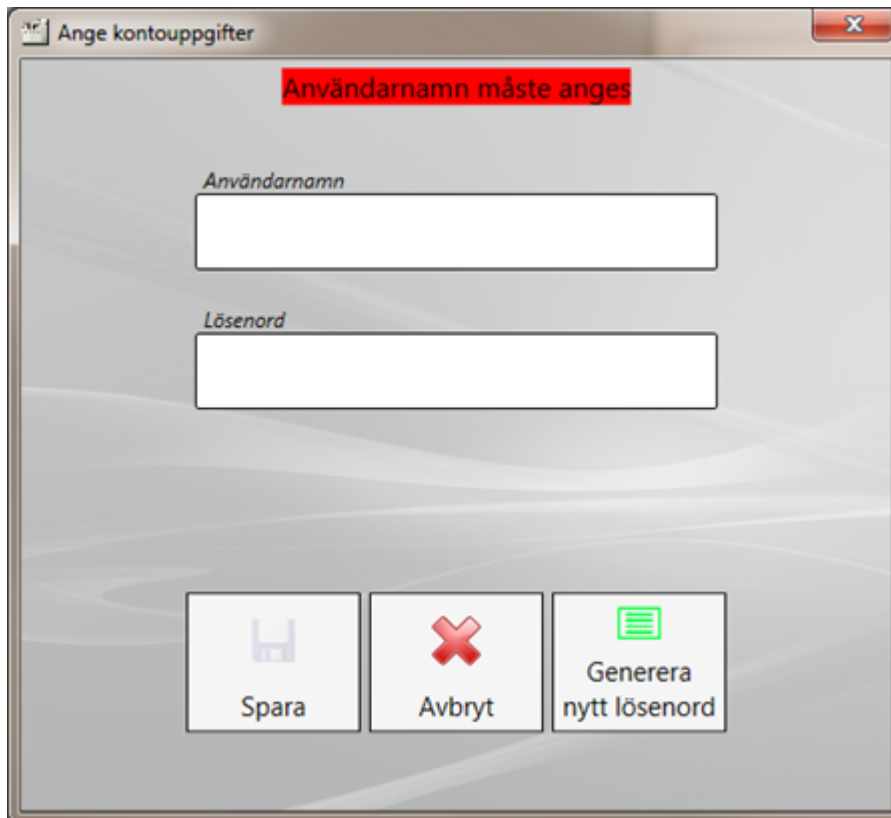 Ange kontouppgifter
Användarnamn måste anges
Användarnamn
Lösenord
Spara
Avbryt
Generera
nytt lösenord